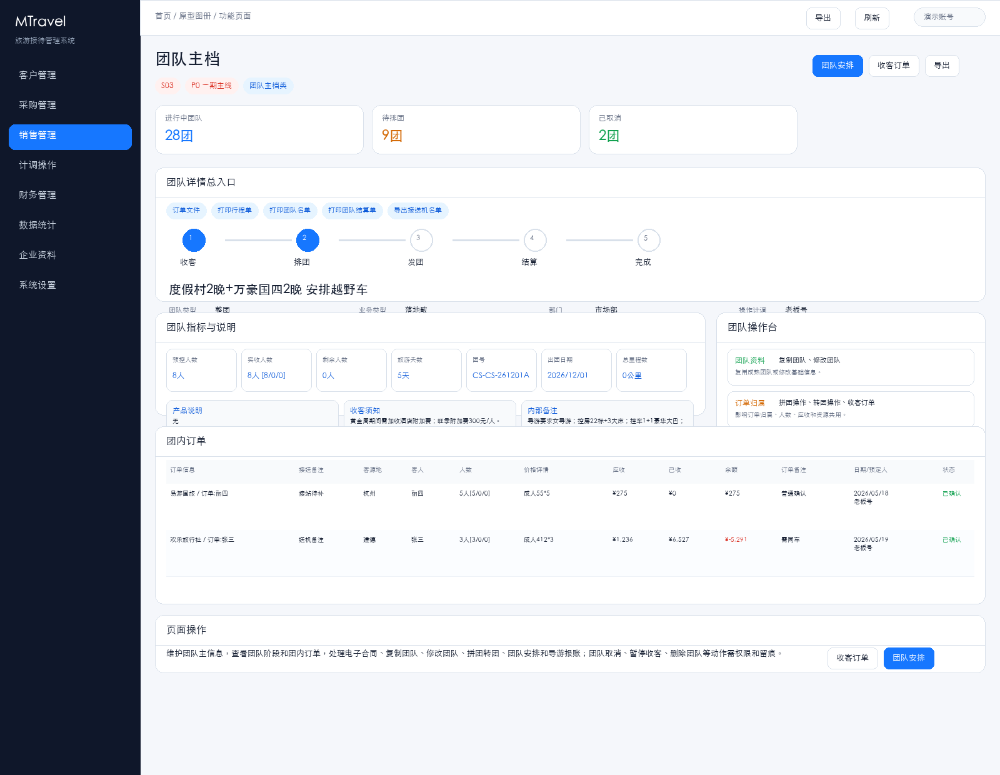 MTravel
旅游接待管理系统
客户管理
采购管理
销售管理
计调操作
财务管理
数据统计
企业资料
系统设置
首页 / 原型图册 / 功能页面
导出
刷新
演示账号
团队主档
团队安排
收客订单
导出
S03
P0 一期主线
团队主档类
进行中团队
28团
待排团
9团
已取消
2团
团队详情总入口
订单文件
打印行程单
打印团队名单
打印团队结算单
导出接送机名单
1
2
3
4
5
收客
排团
发团
结算
完成
度假村2晚+万豪国四2晚 安排越野车
团队类型 整团 业务类型 落地散 部门 市场部 操作计调 老板号
团队指标与说明
预控人数
8人
实收人数
8人 [8/0/0]
剩余人数
0人
旅游天数
5天
团号
CS-CS-261201A
出团日期
2026/12/01
总里程数
0公里
产品说明
无
收客须知
黄金周期间需加收酒店附加费；旺季附加费300元/人。
内部备注
导游要求女导游；控房22标+3大床；控车1+1豪华大巴；
团队操作台
团队资料 复制团队、修改团队
复用成熟团队或修改基础信息。
订单归属 拼团操作、转团操作、收客订单
影响订单归属、人数、应收和资源共用。
团内订单
订单信息 接送备注 客源地 客人 人数 价格详情 应收 已收 余额 订单备注 日期/预定人 状态
易游国旅 / 订单:丽四 接站待补 杭州 丽四 5人[5/0/0] 成人55*5 ¥275 ¥0 ¥275 普通确认 2026/05/18 已确认
老板号
欢乐旅行社 / 订单:张三 送机备注 建德 张三 3人[3/0/0] 成人412*3 ¥1,236 ¥6,527 ¥-5,291 需同车 2026/05/19 已确认
老板号
页面操作
维护团队主信息，查看团队阶段和团内订单，处理电子合同、复制团队、修改团队、拼团转团、团队安排和导游报账；团队取消、暂停收客、删除团队等动作需权限和留痕。
收客订单
团队安排